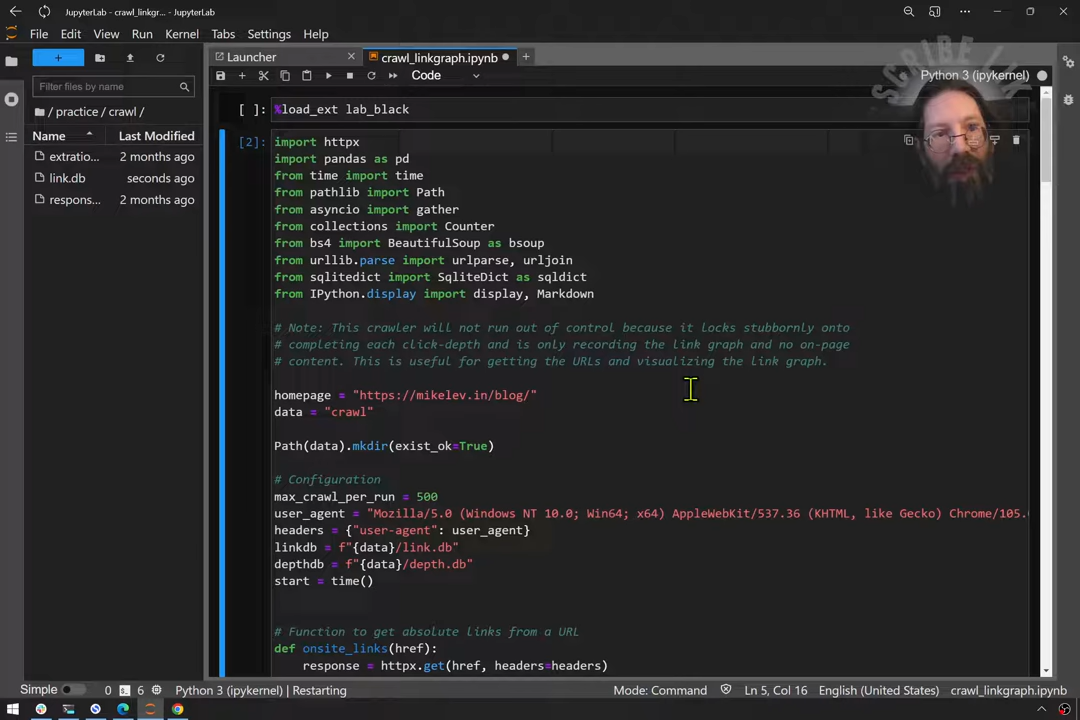 JupyterLab - crawl_linkgr... - JupyterLab
File Edit View Run Kernel Tabs Settings Help
Launcher
crawl_linkgraph.ipynb
Code
Python 3 (ipykernel)
SCRIBE
Filter files by name
/ practice / crawl /
Name Last Modified
extratio... 2 months ago
link.db seconds ago
respons... 2 months ago
[ ]: %load_ext lab_black
[2]: import httpx
import pandas as pd
from time import time
from pathlib import Path
from asyncio import gather
from collections import Counter
from bs4 import BeautifulSoup as bsoup
from urllib.parse import urlparse, urljoin
from sqlitedict import SqliteDict as sqldict
from IPython.display import display, Markdown
# Note: This crawler will not run out of control because it locks stubbornly onto
# completing each click-depth and is only recording the link graph and no on-page
# content. This is useful for getting the URLs and visualizing the link graph.
homepage = "https://mikelev.in/blog/"
data = "crawl"
Path(data).mkdir(exist_ok=True)
# Configuration
max_crawl_per_run = 500
user_agent = "Mozilla/5.0 (Windows NT 10.0; Win64; x64) AppleWebKit/537.36 (KHTML, like Gecko) Chrome/105.
headers = {"user-agent": user_agent}
linkdb = f"{data}/link.db"
depthdb = f"{data}/depth.db"
start = time()
# Function to get absolute links from a URL
def onsite_links(href):
response = httpx.get(href, headers=headers)
Simple 0 6 Python 3 (ipykernel) | Restarting
Mode: Command Ln 5, Col 16 English (United States) crawl_linkgraph.ipynb